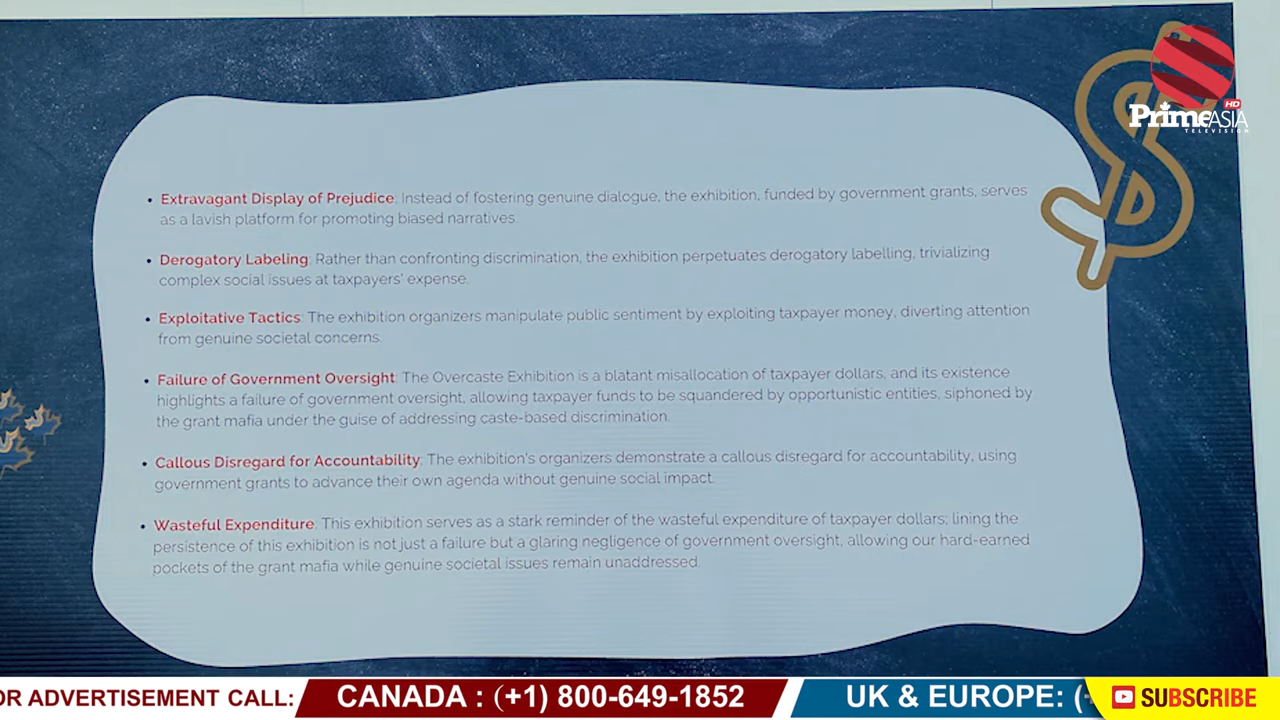 HD
PrimeASIA
TELEVISION
• Extravagant Display of Prejudice: Instead of fostering genuine dialogue, the exhibition, funded by government grants, serves
as a lavish platform for promoting biased narratives.
• Derogatory Labeling: Rather than confronting discrimination, the exhibition perpetuates derogatory labelling, trivializing
complex social issues at taxpayers' expense.
• Exploitative Tactics: The exhibition organizers manipulate public sentiment by exploiting taxpayer money, diverting attention
from genuine societal concerns.
• Failure of Government Oversight: The Overcaste Exhibition is a blatant misallocation of taxpayer dollars, and its existence
highlights a failure of government oversight, allowing taxpayer funds to be squandered by opportunistic entities, siphoned by
the grant mafia under the guise of addressing caste-based discrimination.
• Callous Disregard for Accountability: The exhibition's organizers demonstrate a callous disregard for accountability, using
government grants to advance their own agenda without genuine social impact.
• Wasteful Expenditure: This exhibition serves as a stark reminder of the wasteful expenditure of taxpayer dollars; lining the
persistence of this exhibition is not just a failure but a glaring negligence of government oversight, allowing our hard-earned
pockets of the grant mafia while genuine societal issues remain unaddressed.
OR ADVERTISEMENT CALL: CANADA : (+1) 800-649-1852 UK & EUROPE: (+ SUBSCRIBE